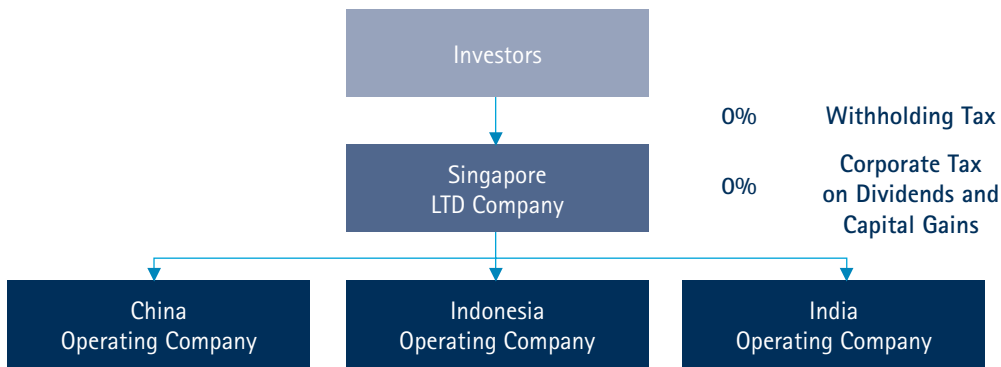 Investors
0% Withholding Tax
Singapore
LTD Company
0%
Corporate Tax
on Dividends and
Capital Gains
China
Operating Company
Indonesia
Operating Company
India
Operating Company